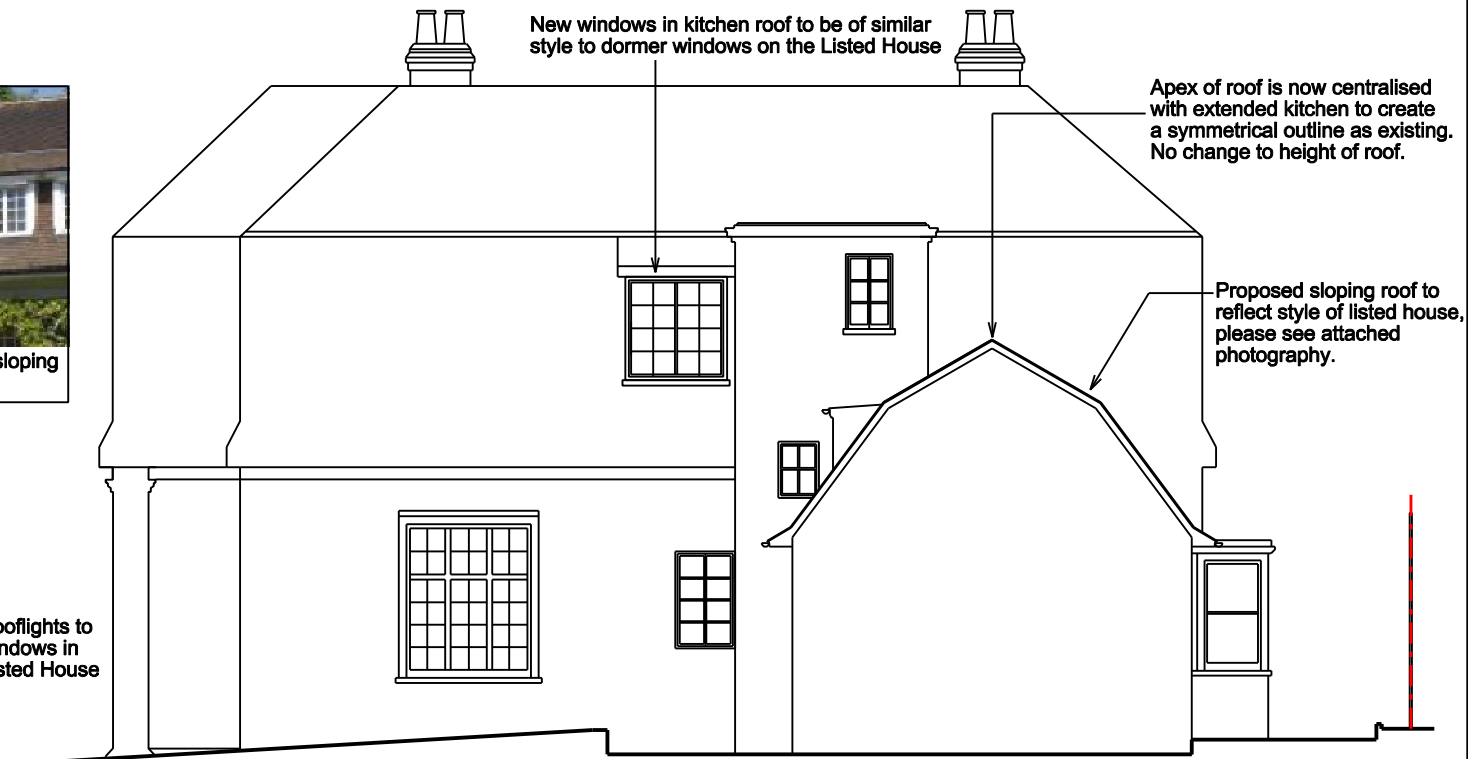 New windows in kitchen roof to be of similar
style to dormer windows on the Listed House
Apex of roof is now centralised
with extended kitchen to create
a symmetrical outline as existing.
No change to height of roof.
Proposed sloping roof to
reflect style of listed house,
please see attached
photography.
sloping
ooflights to
ndows in
sted House